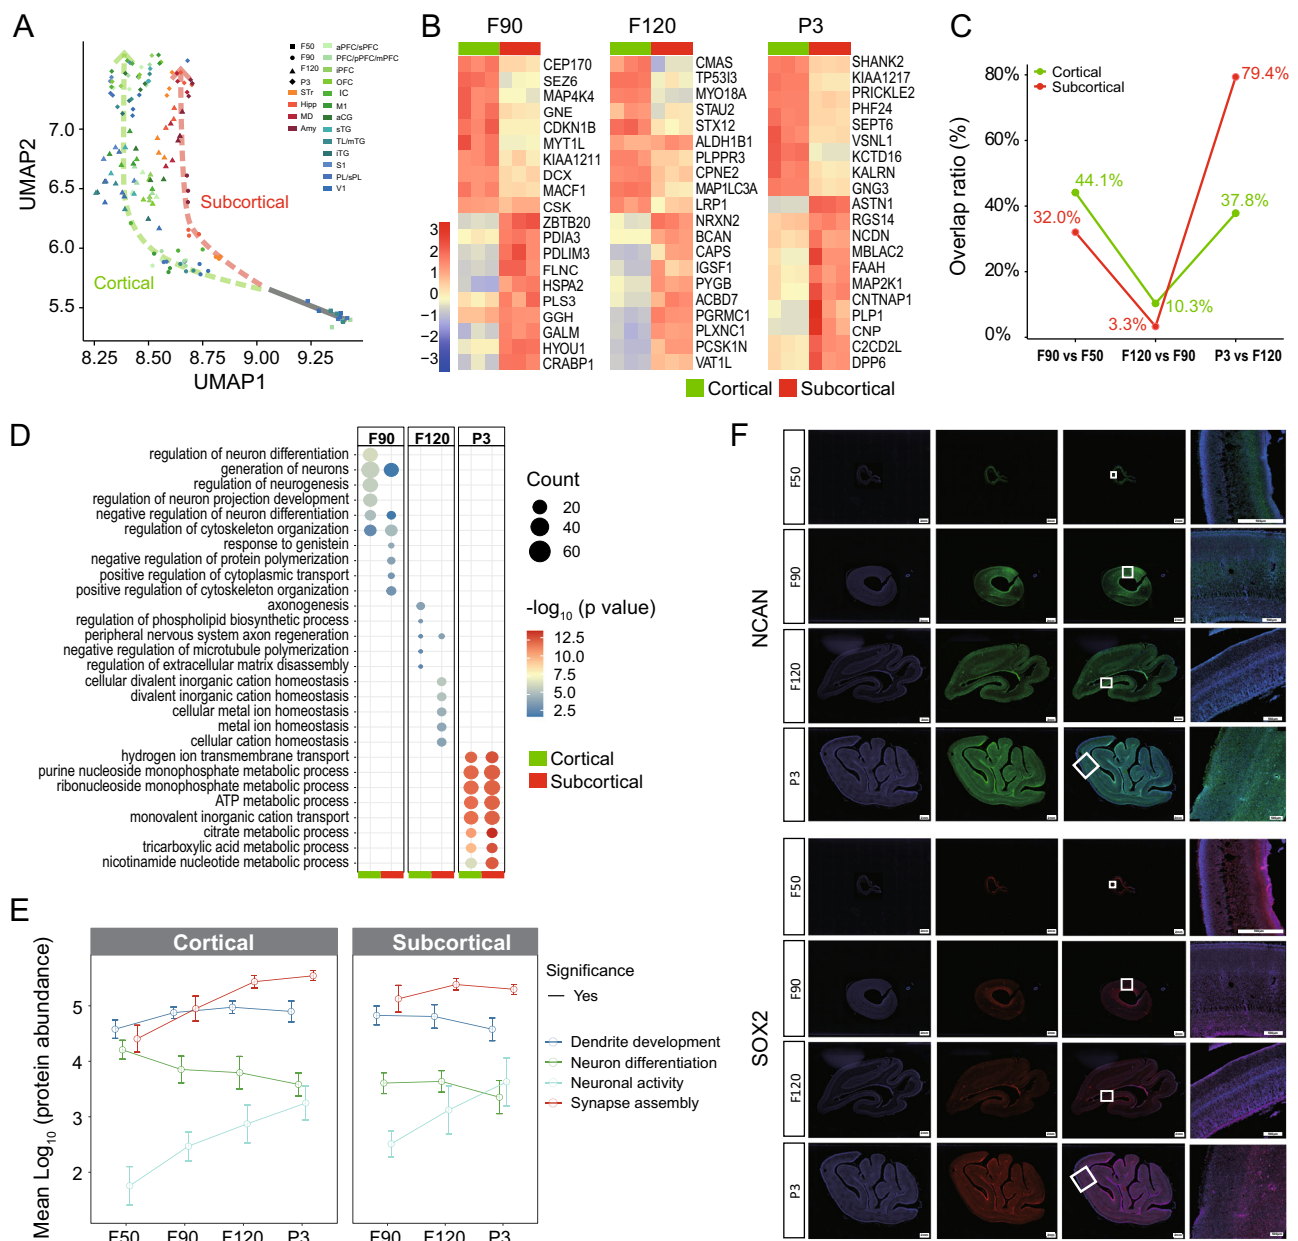 A
UMAP2
7.0
6.5
6.0
5.5
8.25
8.50
8.75
9.00
9.25
UMAP1
Cortical
Subcortical
F50
F90
F120
P3
STr
Hipp
MD
Amy
aPFC/sPFC
PFC/pPFC/mPFC
iPFC
OFC
IC
M1
aCG
sTG
TL/mTG
iTG
S1
PL/sPL
V1
B
F90
CEP170
SEZ6
MAP4K4
GNE
CDKN1B
MYT1L
KIAA1211
DCX
MACF1
CSK
ZBTB20
PDIA3
PDLIM3
FLNC
HSPA2
PLS3
GGH
GALM
HYOU1
CRABP1
3
2
1
0
−1
−2
−3
F120
CMAS
TP53I3
MYO18A
STAU2
STX12
ALDH1B1
PLPPR3
CPNE2
MAP1LC3A
LRP1
NRXN2
BCAN
CAPS
IGSF1
PYGB
ACBD7
PGRMC1
PLXNC1
PCSK1N
VAT1L
P3
SHANK2
KIAA1217
PRICKLE2
PHF24
SEPT6
VSNL1
KCTD16
KALRN
GNG3
ASTN1
RGS14
NCDN
MBLAC2
FAAH
MAP2K1
CNTNAP1
PLP1
CNP
C2CD2L
DPP6
Cortical
Subcortical
C
Overlap ratio (%)
80%
60%
40%
20%
0%
Cortical
Subcortical
79.4%
44.1%
32.0%
37.8%
10.3%
3.3%
F90 vs F50
F120 vs F90
P3 vs F120
D
F90
F120
P3
regulation of neuron differentiation
generation of neurons
regulation of neurogenesis
regulation of neuron projection development
negative regulation of neuron differentiation
regulation of cytoskeleton organization
response to genistein
negative regulation of protein polymerization
positive regulation of cytoplasmic transport
positive regulation of cytoskeleton organization
axonogenesis
regulation of phospholipid biosynthetic process
peripheral nervous system axon regeneration
negative regulation of microtubule polymerization
regulation of extracellular matrix disassembly
cellular divalent inorganic cation homeostasis
divalent inorganic cation homeostasis
cellular metal ion homeostasis
metal ion homeostasis
cellular cation homeostasis
hydrogen ion transmembrane transport
purine nucleoside monophosphate metabolic process
ribonucleoside monophosphate metabolic process
ATP metabolic process
monovalent inorganic cation transport
citrate metabolic process
tricarboxylic acid metabolic process
nicotinamide nucleotide metabolic process
Count
20
40
60
-log10 (p value)
12.5
10.0
7.5
5.0
2.5
Cortical
Subcortical
E
Mean Log10 (protein abundance)
Cortical
Subcortical
5
4
3
2
F50
F90
F120
P3
F90
F120
P3
Significance
Yes
Dendrite development
Neuron differentiation
Neuronal activity
Synapse assembly
F
NCAN
F50
F90
F120
P3
SOX2
F50
F90
F120
P3